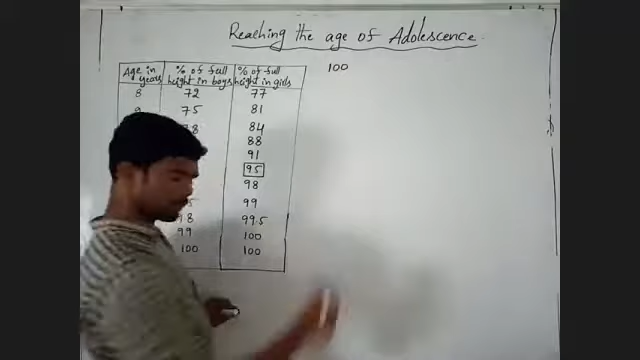 Reaching the age of Adolescence.
100
Age in years % of full height in boys % of full height in girls
8 72 77
9 75 81
84
88
91
95
98
99
99.5
99 100
100 100